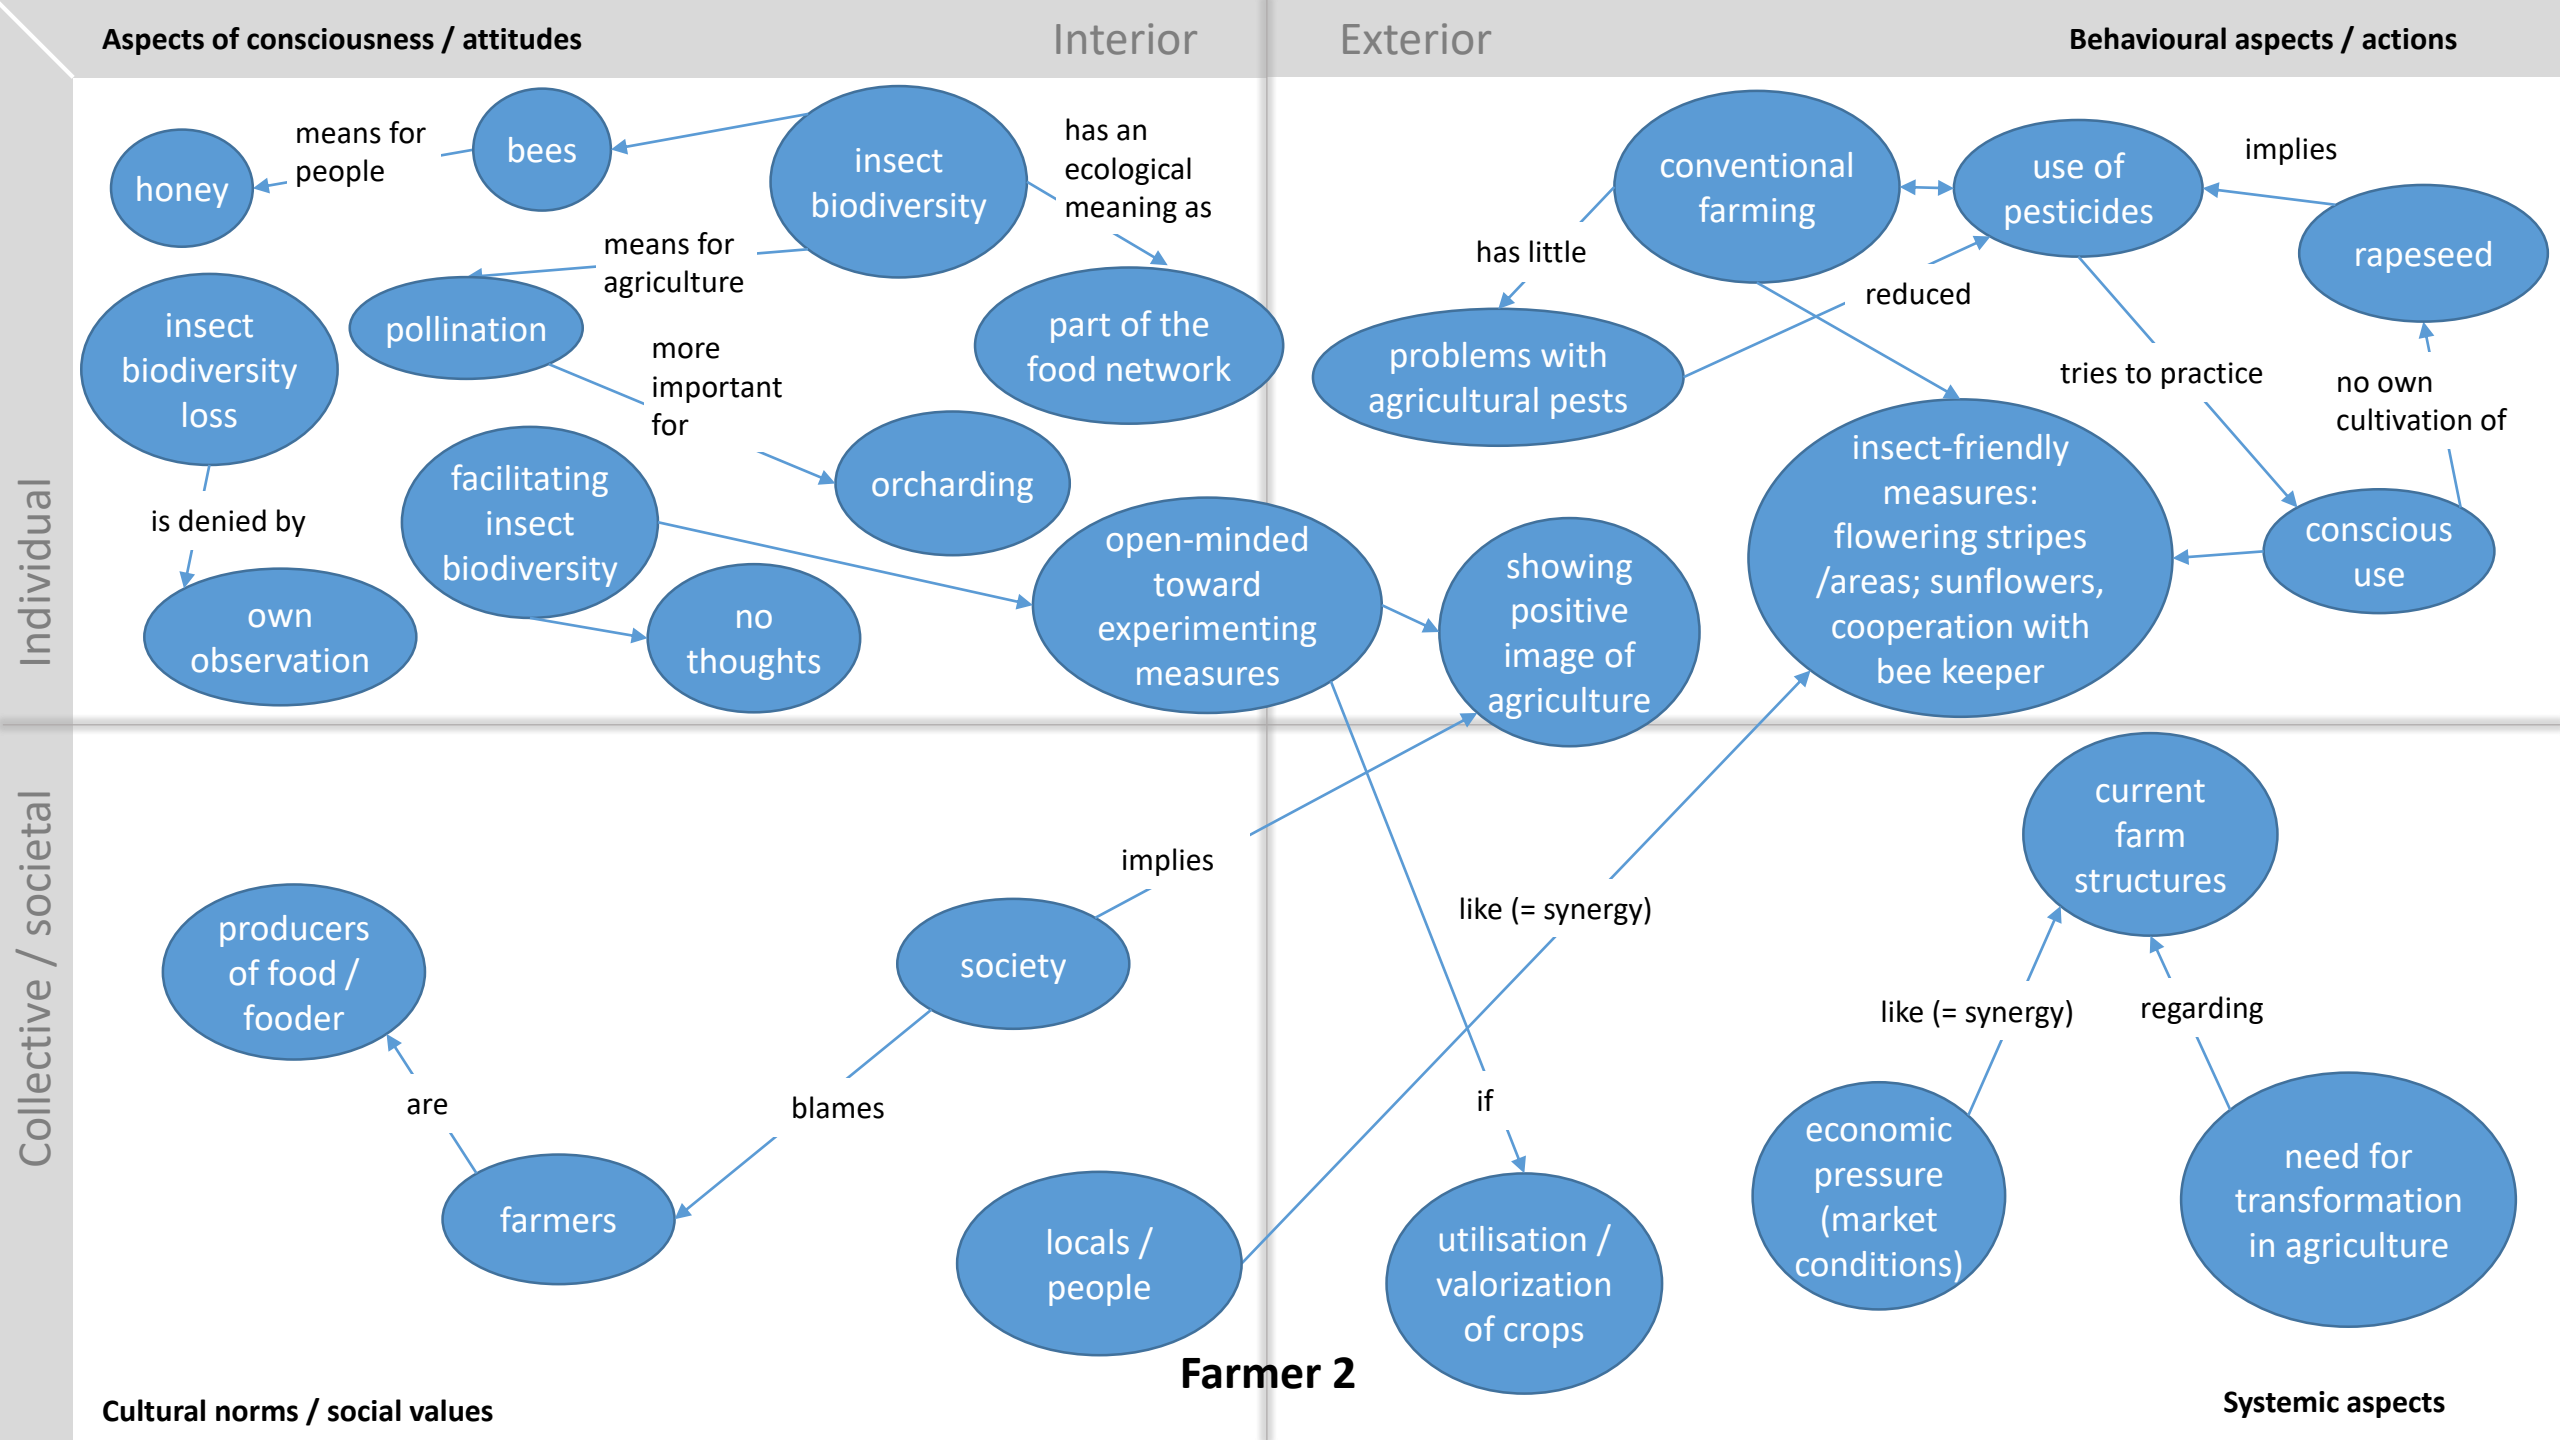 Aspects of consciousness / attitudes
Interior
Exterior
Behavioural aspects / actions
Individual
Collective / societal
honey
means for
people
bees
insect
biodiversity
has an
ecological
meaning as
means for
agriculture
pollination
part of the
food network
insect
biodiversity
loss
more
important
for
orcharding
is denied by
own
observation
facilitating
insect
biodiversity
no
thoughts
open-minded
toward
experimenting
measures
conventional
farming
use of
pesticides
implies
rapeseed
has little
reduced
problems with
agricultural pests
tries to practice
no own
cultivation of
insect-friendly
measures:
flowering stripes
/areas; sunflowers,
cooperation with
bee keeper
conscious
use
showing
positive
image of
agriculture
implies
society
producers
of food /
fooder
are
blames
farmers
locals /
people
like (= synergy)
if
utilisation /
valorization
of crops
current
farm
structures
like (= synergy)
regarding
economic
pressure
(market
conditions)
need for
transformation
in agriculture
Farmer 2
Cultural norms / social values
Systemic aspects